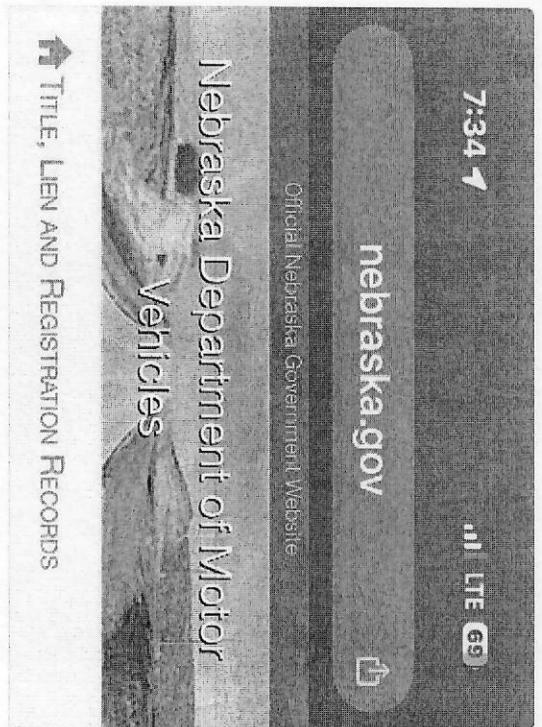 7:34 LTE 69
nebraska.gov
Official Nebraska Government Website
Nebraska Department of Motor
Vehicles
TITLE, LIEN AND REGISTRATION RECORDS